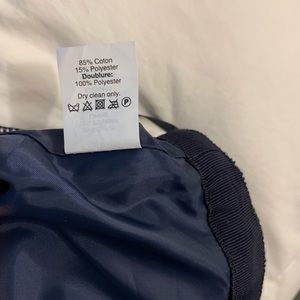 85% Coton
15% Polyester
Doublure:
100% Polyester
Dry clean only.
P